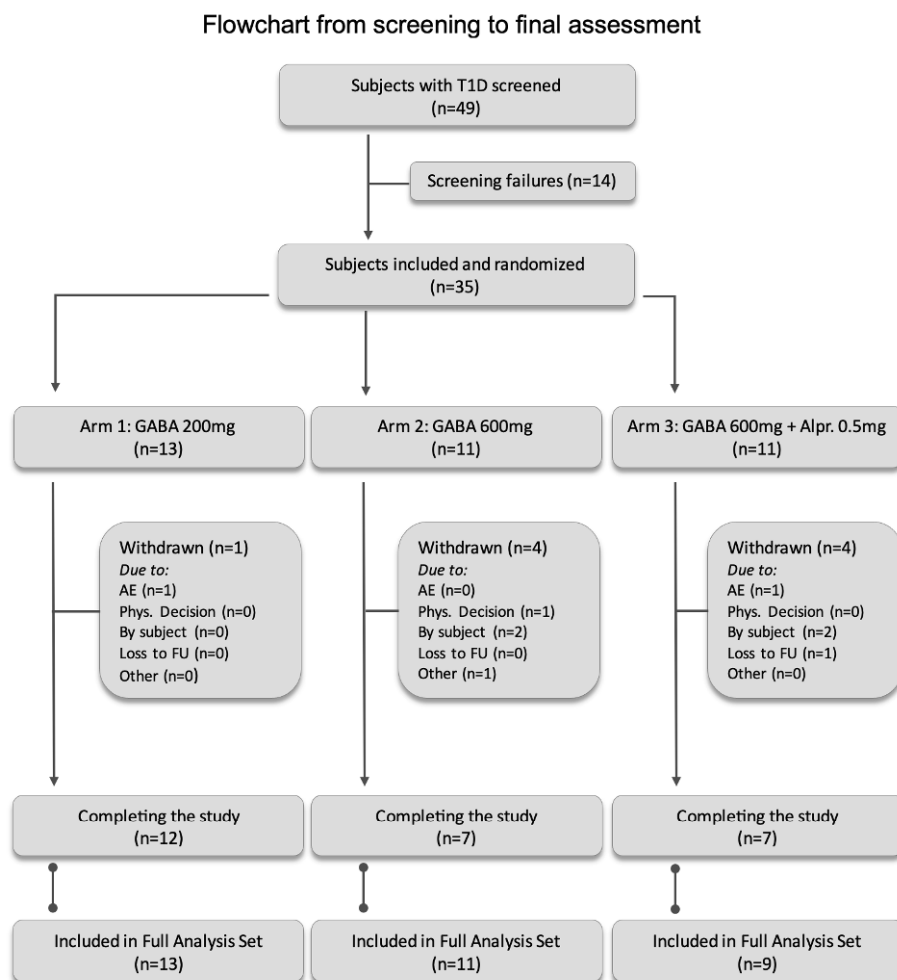 Flowchart from screening to final assessment
Subjects with T1D screened
(n=49)
Screening failures (n=14)
Subjects included and randomized
(n=35)
Arm 1: GABA 200mg
(n=13)
Arm 2: GABA 600mg
(n=11)
Arm 3: GABA 600mg + Alpr. 0.5mg
(n=11)
Withdrawn (n=1)
Due to:
AE (n=1)
Phys. Decision (n=0)
By subject (n=0)
Loss to FU (n=0)
Other (n=0)
Withdrawn (n=4)
Due to:
AE (n=0)
Phys. Decision (n=1)
By subject (n=2)
Loss to FU (n=0)
Other (n=1)
Withdrawn (n=4)
Due to:
AE (n=1)
Phys. Decision (n=0)
By subject (n=2)
Loss to FU (n=1)
Other (n=0)
Completing the study
(n=12)
Completing the study
(n=7)
Completing the study
(n=7)
Included in Full Analysis Set
(n=13)
Included in Full Analysis Set
(n=11)
Included in Full Analysis Set
(n=9)